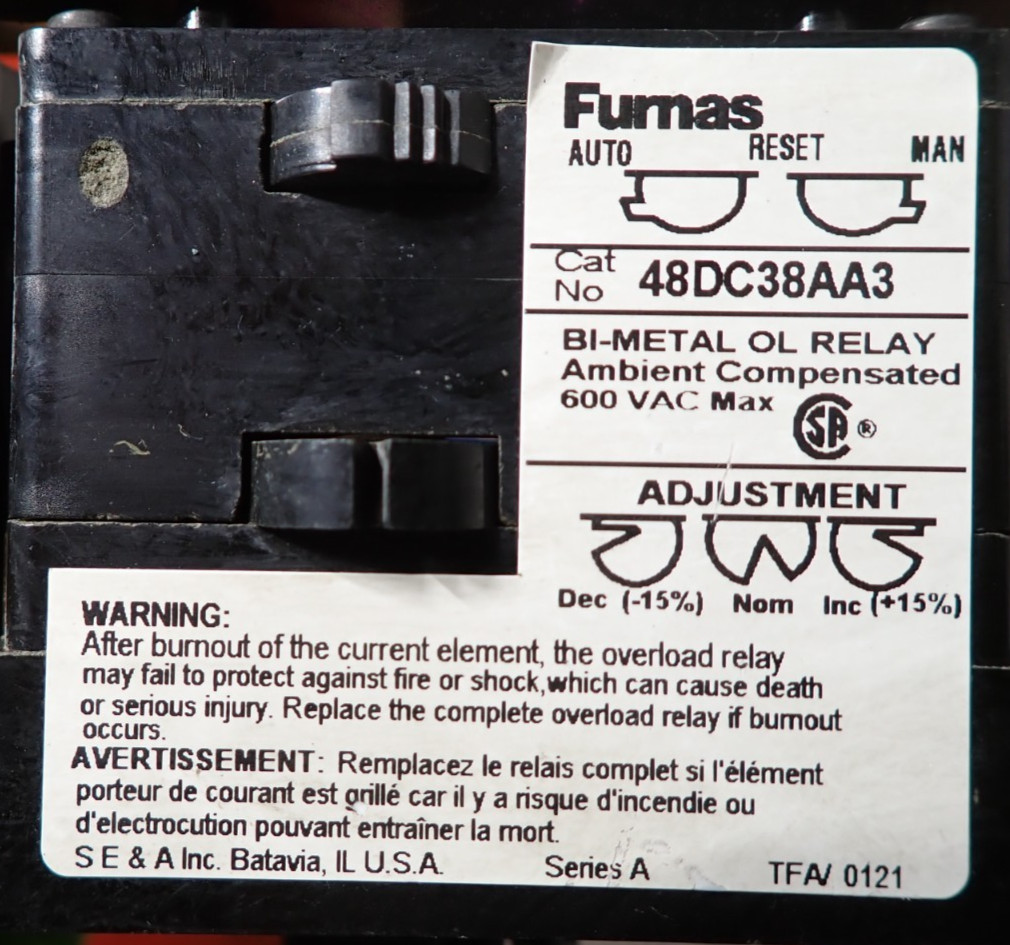 Furnas
AUTO RESET MAN
Cat No 48DC38AA3
BI-METAL OL RELAY
Ambient Compensated
600 VAC Max
SA ®
ADJUSTMENT
Dec (-15%) Nom Inc (+15%)
WARNING:
After burnout of the current element, the overload relay
may fail to protect against fire or shock,which can cause death
or serious injury. Replace the complete overload relay if burnout
occurs.
AVERTISSEMENT: Remplacez le relais complet si l'élément
porteur de courant est grillé car il y a risque d'incendie ou
d'electrocution pouvant entraîner la mort.
S E & A Inc. Batavia, IL U.S.A. Series A TFA/ 0121